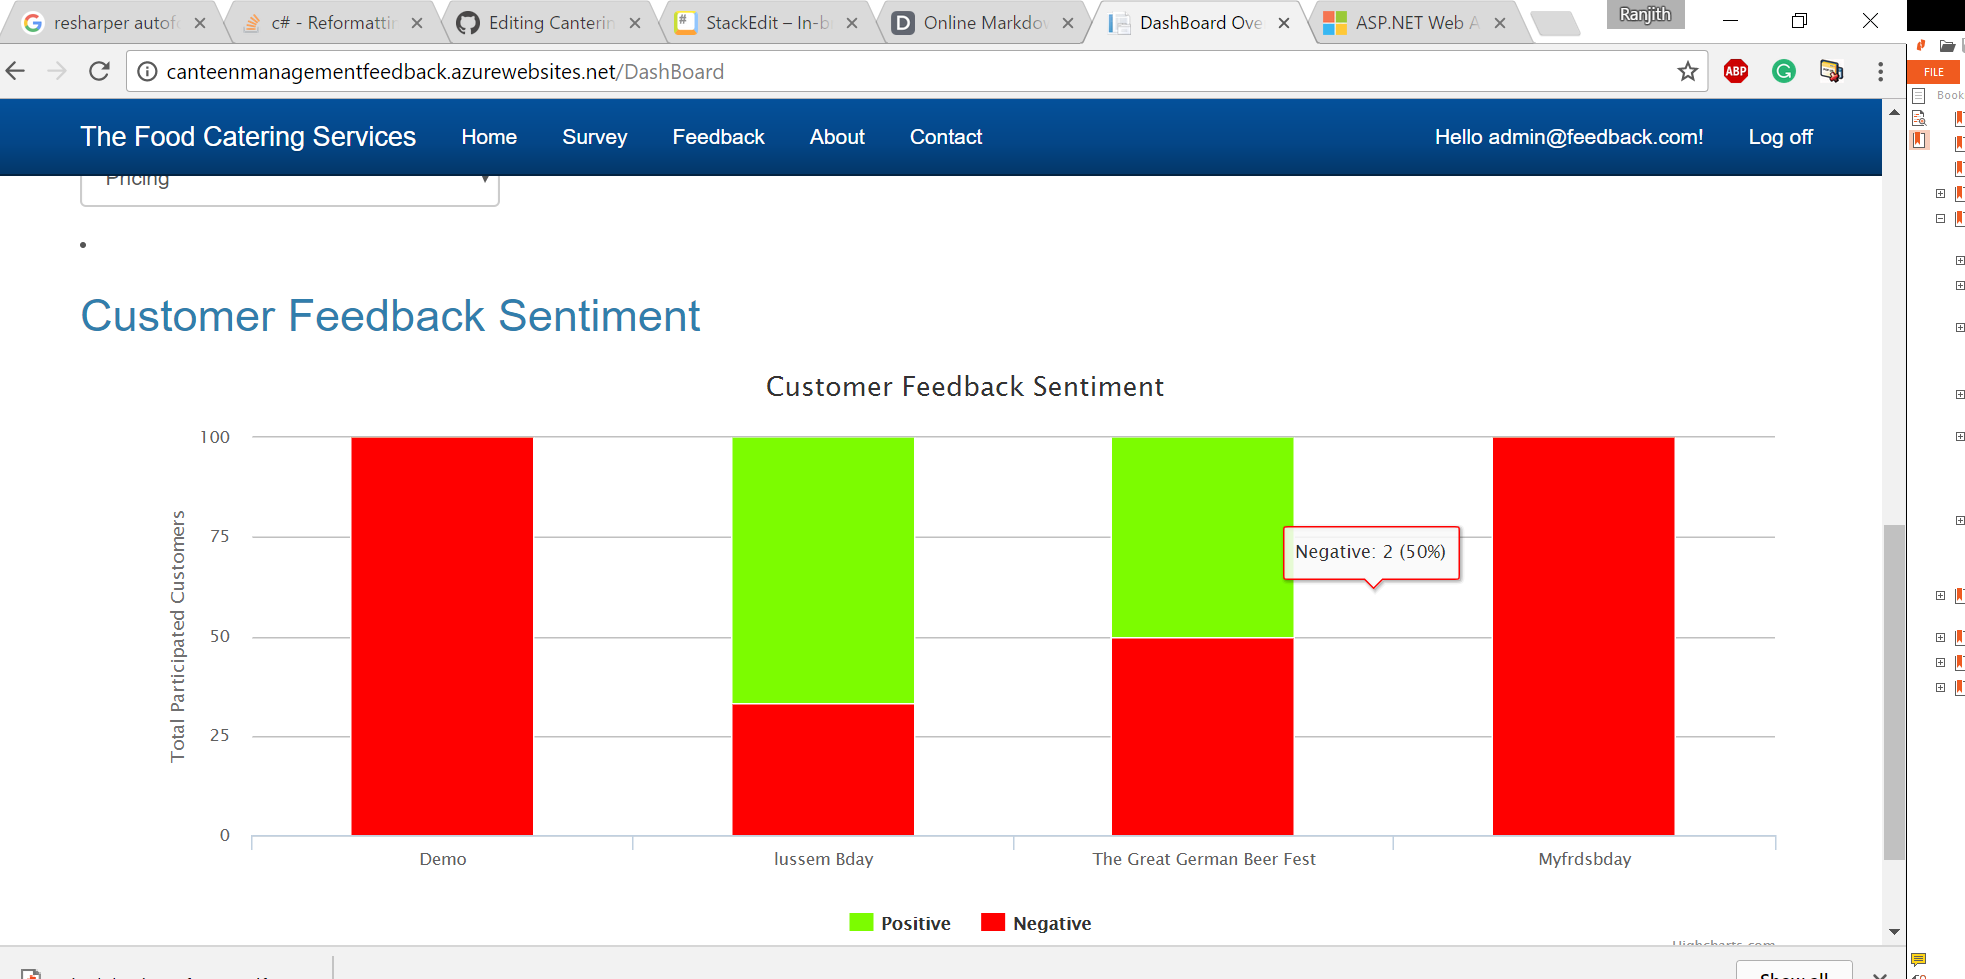 resharper autof
c# - Reformattin
Editing Canterin
StackEdit – In-b
Online Markdow
DashBoard Ove
ASP.NET Web A
Ranjith
canteenmanagementfeedback.azurewebsites.net/DashBoard
ABP
FILE
Book
The Food Catering Services
Home
Survey
Feedback
About
Contact
Hello admin@feedback.com!
Log off
Pricing
Customer Feedback Sentiment
Customer Feedback Sentiment
Total Participated Customers
100
75
50
25
0
Negative: 2 (50%)
Demo
lussem Bday
The Great German Beer Fest
Myfrdsbday
Positive
Negative
Highcharts.com
Show all